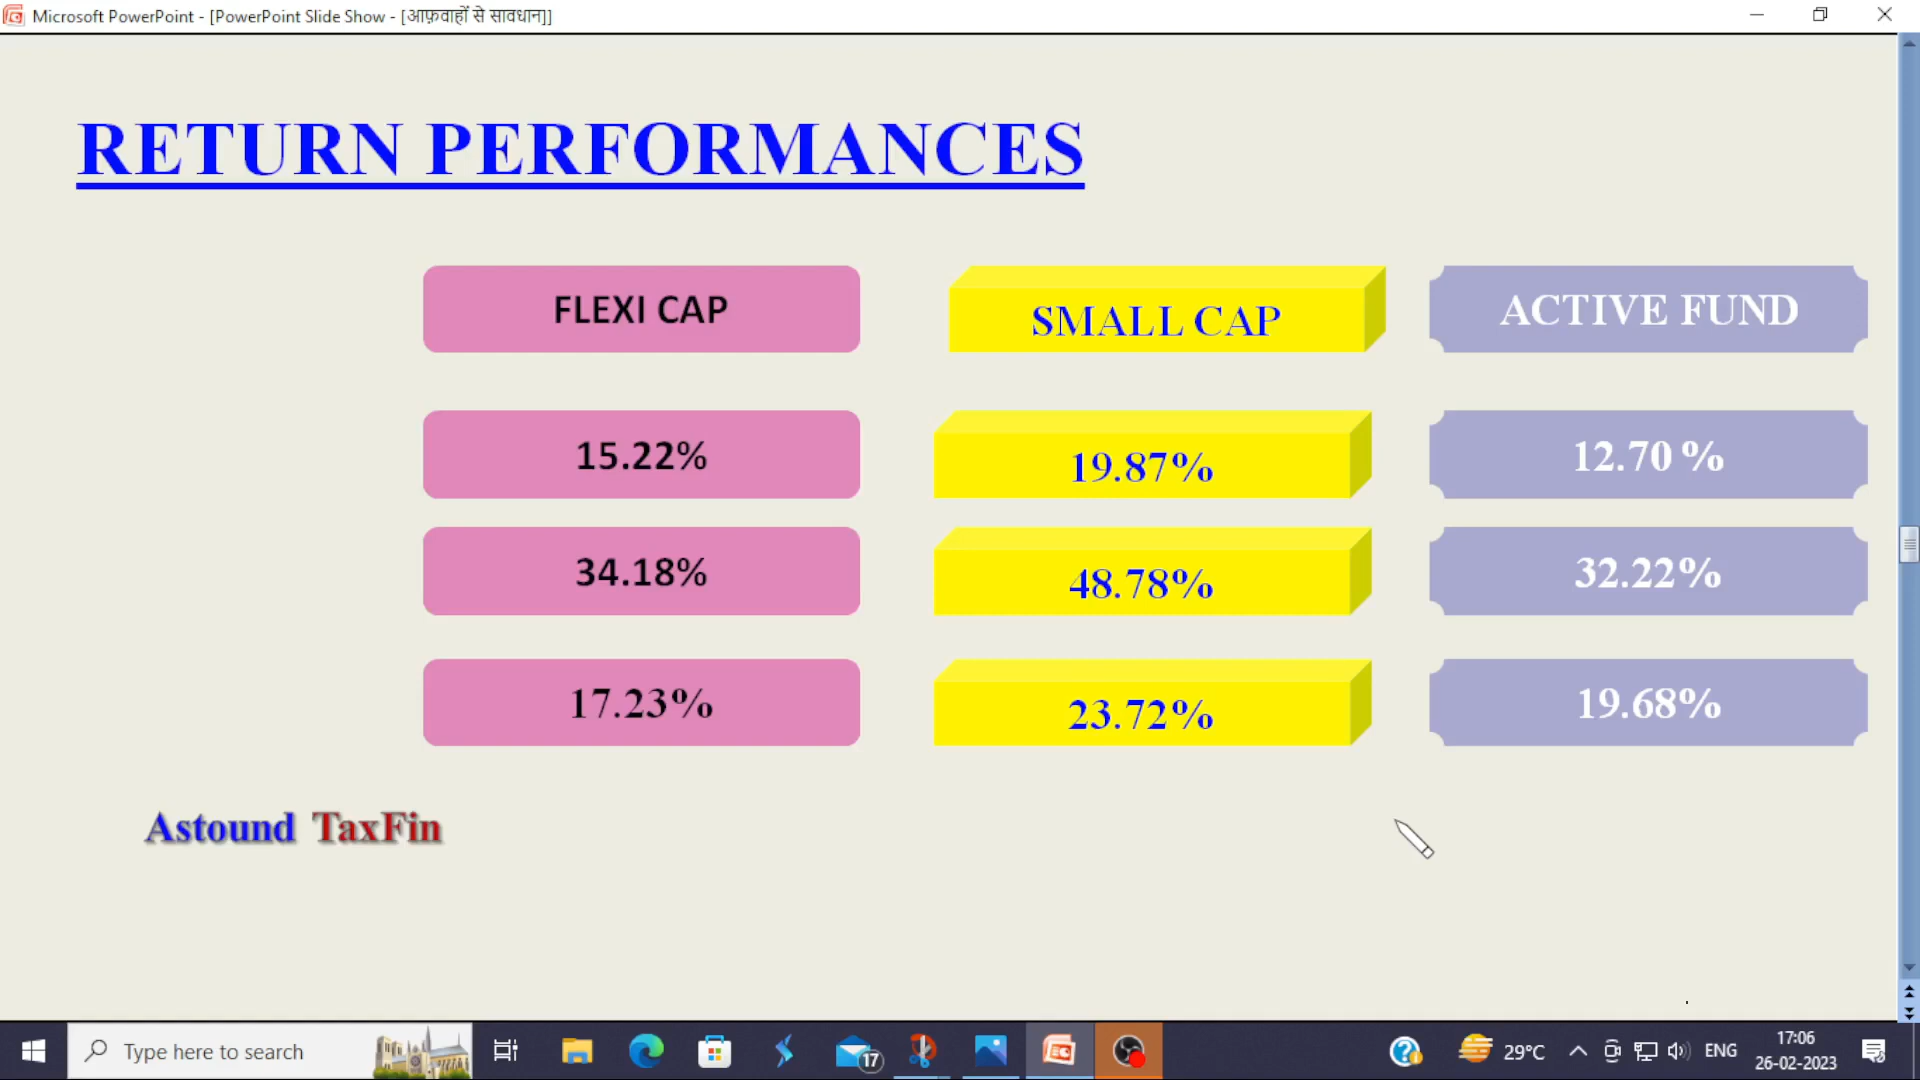 Microsoft PowerPoint - [PowerPoint Slide Show - [आफ़वाहों से सावधान]]
RETURN PERFORMANCES
FLEXI CAP SMALL CAP ACTIVE FUND
15.22% 19.87% 12.70 %
34.18% 48.78% 32.22%
17.23% 23.72% 19.68%
Astound TaxFin
Type here to search 17 29°C ENG 17:06
26-02-2023